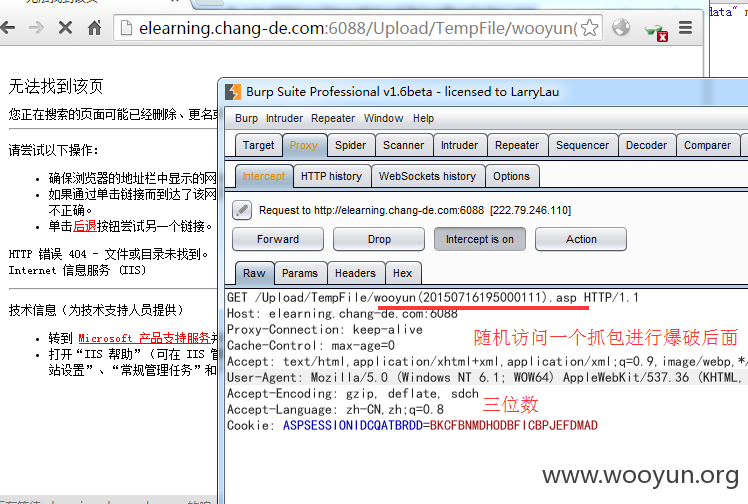 无法找到该页
data"
elearning.chang-de.com:6088/Upload/TempFile/wooyun(
无法找到该页
您正在搜索的页面可能已经删除、更名或
请尝试以下操作：
确保浏览器的地址栏中显示的网
如果通过单击链接而到达了该网
不正确。
单击后退按钮尝试另一个链接。
HTTP 错误 404 - 文件或目录未找到。
Internet 信息服务 (IIS)
技术信息（为技术支持人员提供）
转到 Microsoft 产品支持服务并
打开“IIS 帮助”（可在 IIS 管
站设置”、“常规管理任务”和
Burp Suite Professional v1.6beta - licensed to LarryLau
Burp Intruder Repeater Window Help
Target Proxy Spider Scanner Intruder Repeater Sequencer Decoder Comparer
Intercept HTTP history WebSockets history Options
Request to http://elearning.chang-de.com:6088 [222.79.246.110]
Forward Drop Intercept is on Action
Raw Params Headers Hex
GET /Upload/TempFile/wooyun(20150716195000111).asp HTTP/1.1
Host: elearning.chang-de.com:6088
Proxy-Connection: keep-alive
Cache-Control: max-age=0
Accept: text/html,application/xhtml+xml,application/xml;q=0.9,image/webp,*/
User-Agent: Mozilla/5.0 (Windows NT 6.1; WOW64) AppleWebKit/537.36 (KHTML,
Accept-Encoding: gzip, deflate, sdch
Accept-Language: zh-CN,zh;q=0.8
Cookie: ASPSESSIONIDCQATBRDD=BKCFBNMDHODBFICBPJEFDMAD
随机访问一个抓包进行爆破后面
三位数
www.wooyun.org